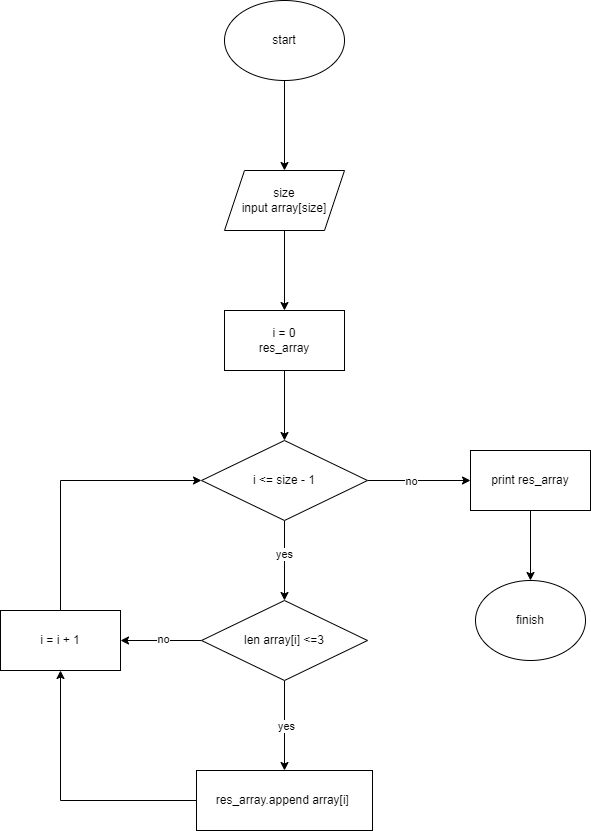 start
size
input array[size]
i = 0
res_array
i <= size - 1
no
print res_array
yes
finish
i = i + 1
no
len array[i] <=3
yes
res_array.append array[i]